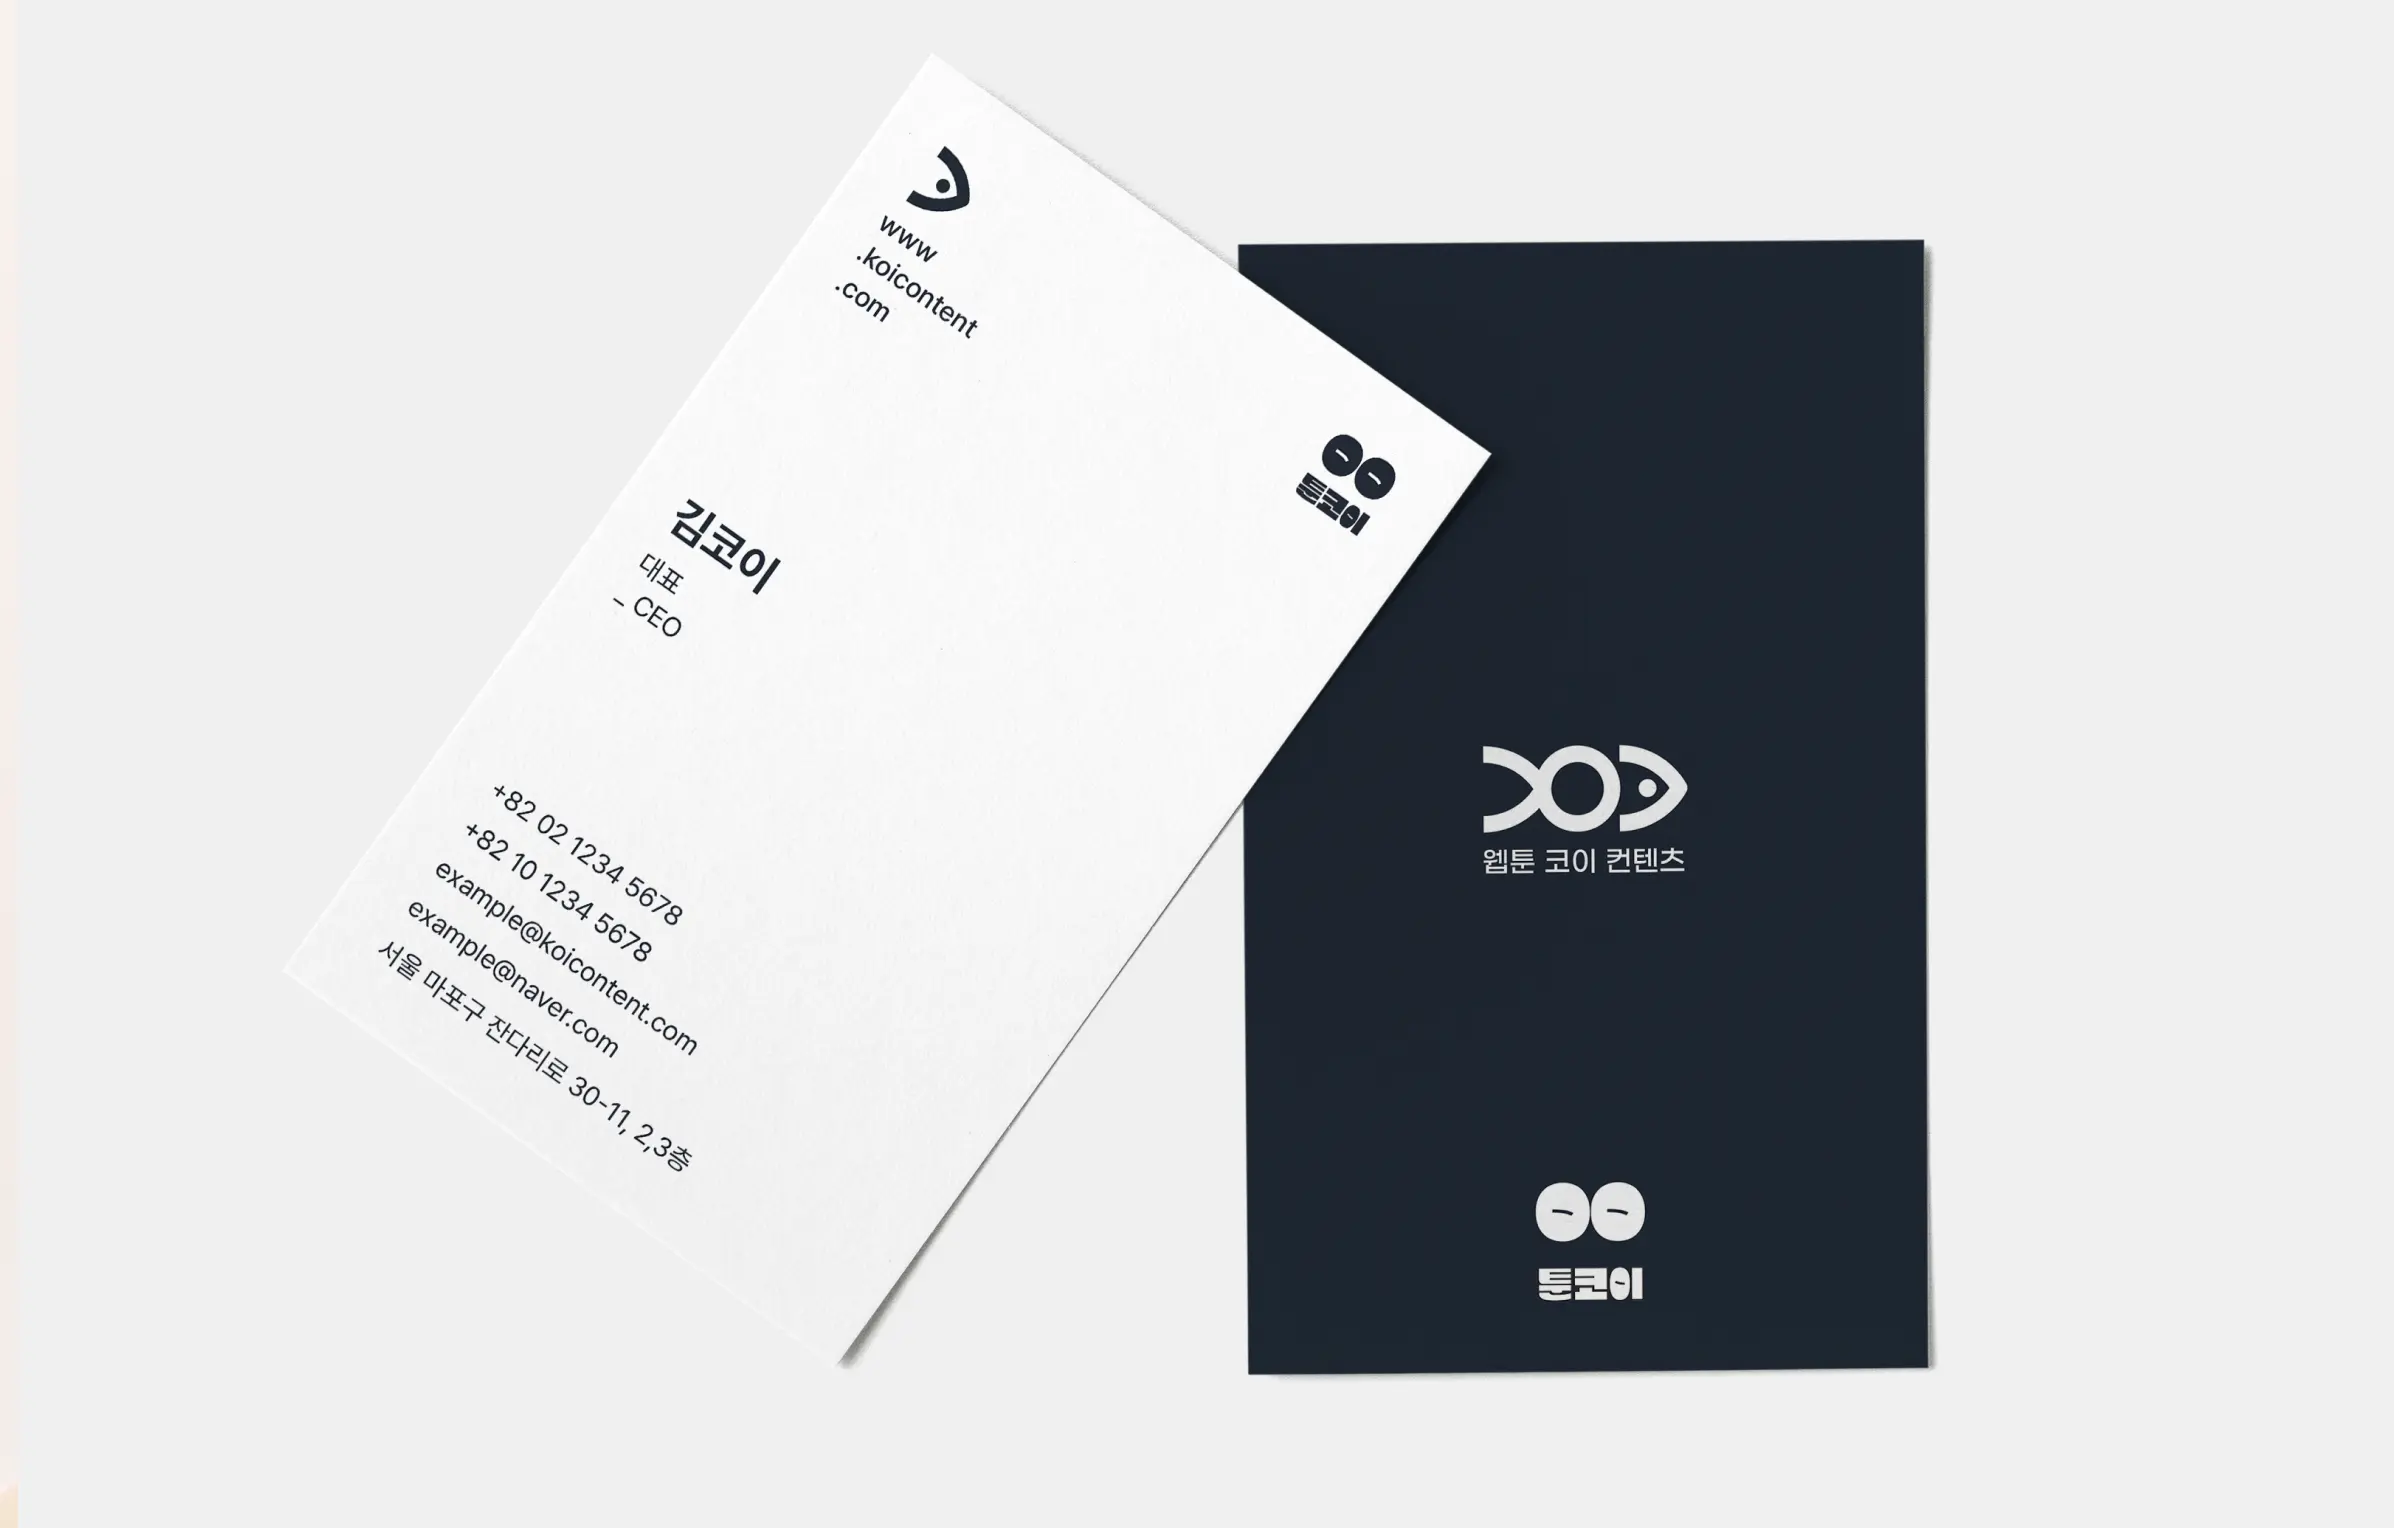 www
.koicontent
.com
툰코이
김코이
대표
- CEO
+82 02 1234 5678
+82 10 1234 5678
example@koicontent.com
example@naver.com
서울 마포구 잔다리로 30-11, 2,3층
웹툰 코이 컨텐츠
툰코이